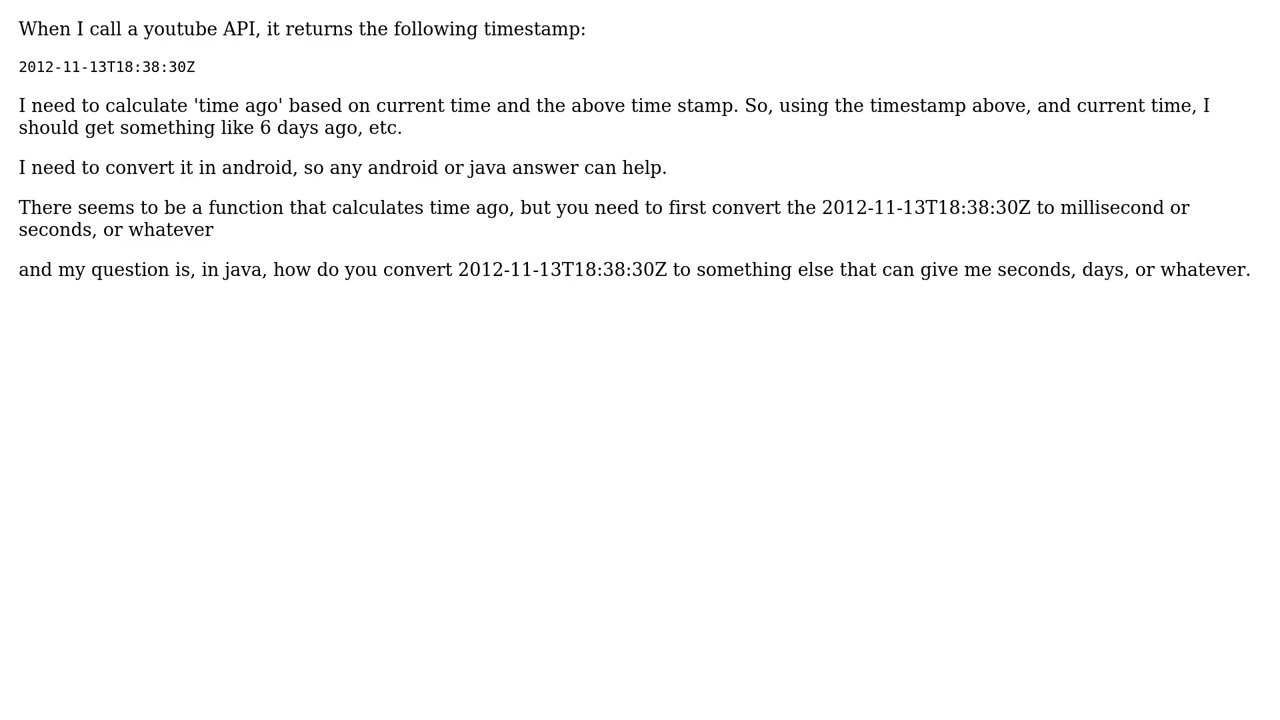 When I call a youtube API, it returns the following timestamp:
2012-11-13T18:38:30Z
I need to calculate 'time ago' based on current time and the above time stamp. So, using the timestamp above, and current time, I
should get something like 6 days ago, etc.
I need to convert it in android, so any android or java answer can help.
There seems to be a function that calculates time ago, but you need to first convert the 2012-11-13T18:38:30Z to millisecond or
seconds, or whatever
and my question is, in java, how do you convert 2012-11-13T18:38:30Z to something else that can give me seconds, days, or whatever.